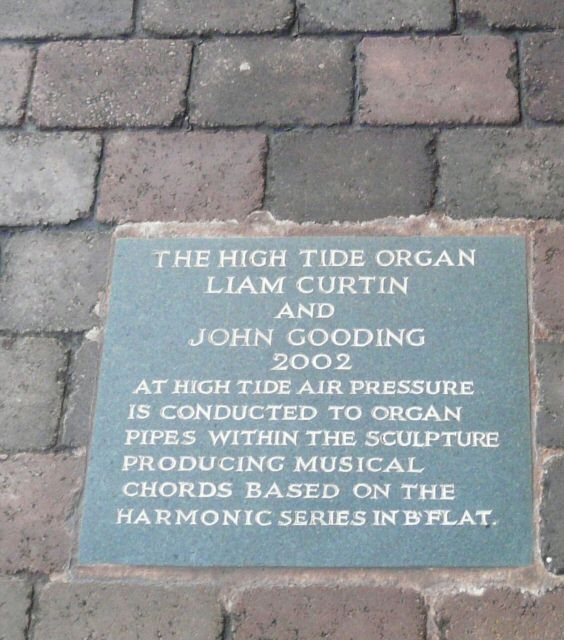 THE HIGH TIDE ORGAN
LIAM CURTIN
AND
JOHN GOODING
2002
AT HIGH TIDE AIR PRESSURE
IS CONDUCTED TO ORGAN
PIPES WITHIN THE SCULPTURE
PRODUCING MUSICAL
CHORDS BASED ON THE
HARMONIC SERIES IN B FLAT.